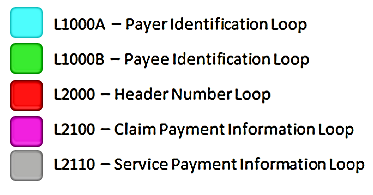 L1000A – Payer Identification Loop
L1000B – Payee Identification Loop
L2000 – Header Number Loop
L2100 – Claim Payment Information Loop
L2110 – Service Payment Information Loop